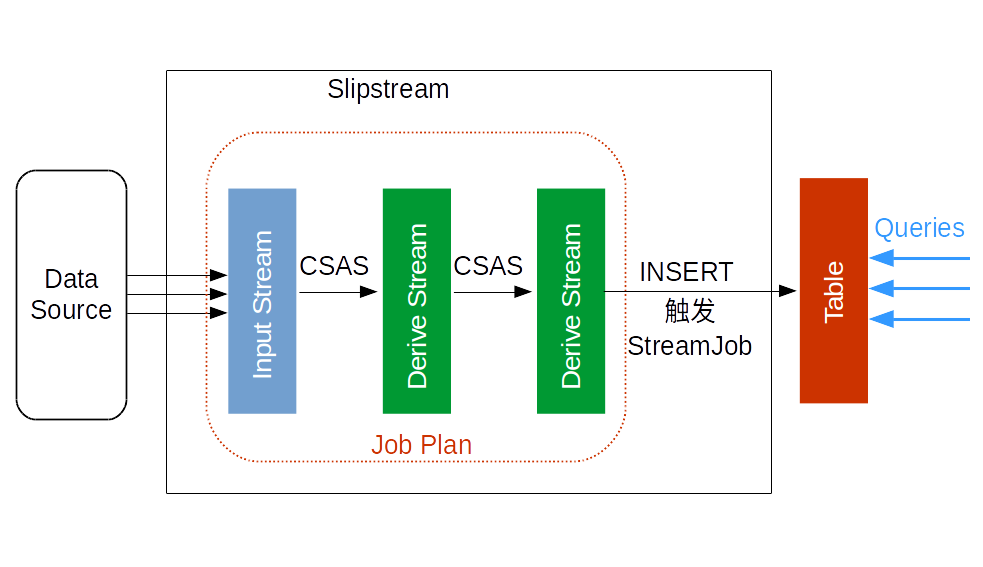 Slipstream
Data
Source
Input Stream
CSAS
Derive Stream
CSAS
Derive Stream
INSERT
触发
StreamJob
Job Plan
Table
Queries